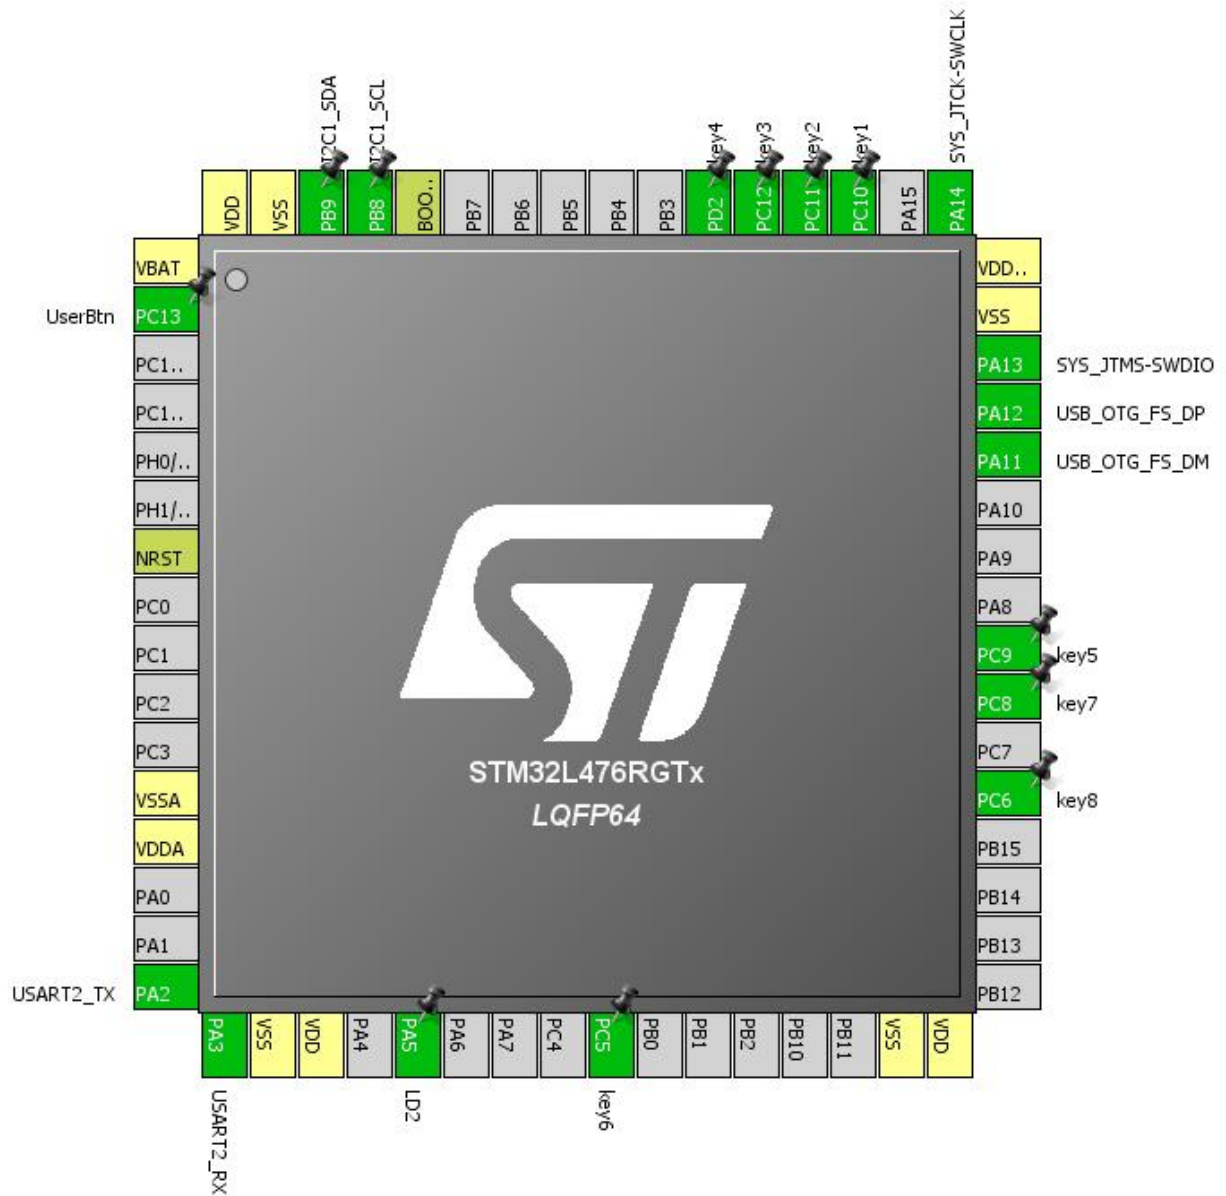 SYS_JTCK-SWCLK
I2C1_SDA
I2C1_SCL
key4
key3
key2
key1
VDD
VSS
PB9
PB8
BOO..
PB7
PB6
PB5
PB4
PB3
PD2
PC12
PC11
PC10
PA15
PA14
VBAT
UserBtn PC13
PC1..
PC1..
PH0/..
PH1/..
NRST
PC0
PC1
PC2
PC3
VSSA
VDDA
PA0
PA1
USART2_TX PA2
VDD..
VSS
PA13 SYS_JTMS-SWDIO
PA12 USB_OTG_FS_DP
PA11 USB_OTG_FS_DM
PA10
PA9
PA8
PC9 key5
PC8 key7
PC7
PC6 key8
PB15
PB14
PB13
PB12
STM32L476RGTx
LQFP64
PA3
VSS
VDD
PA4
PA5
PA6
PA7
PC4
PC5
PB0
PB1
PB2
PB10
PB11
VSS
VDD
USART2_RX
LD2
key6